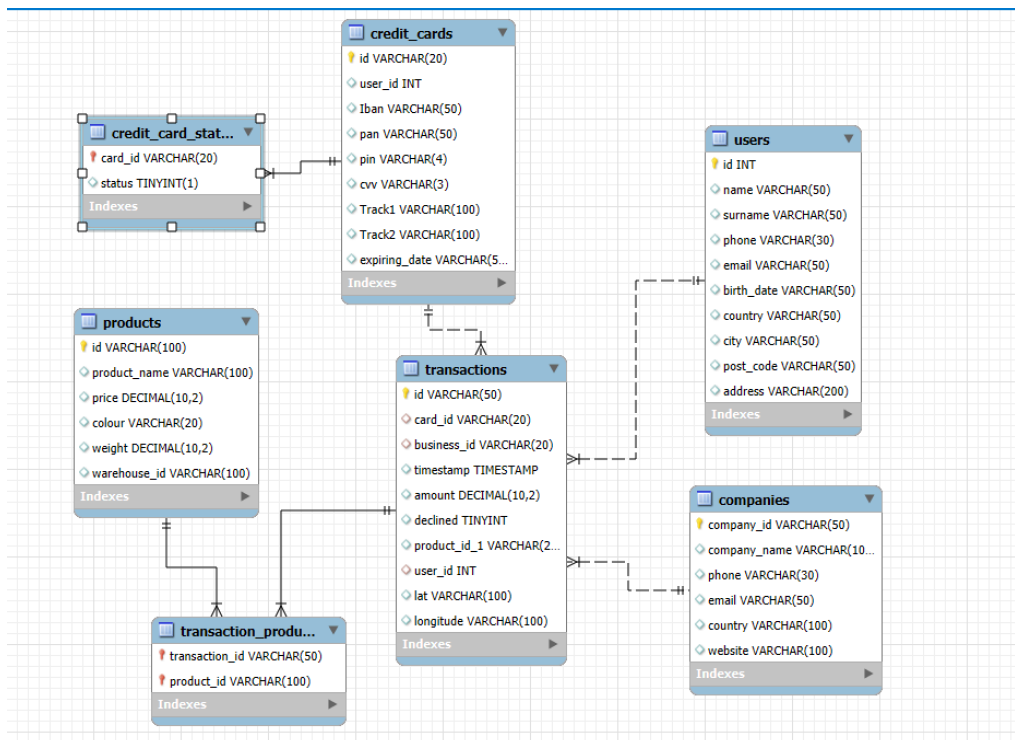 credit_cards
id VARCHAR(20)
user_id INT
Iban VARCHAR(50)
pan VARCHAR(50)
pin VARCHAR(4)
cvv VARCHAR(3)
Track1 VARCHAR(100)
Track2 VARCHAR(100)
expiring_date VARCHAR(5...
Indexes
credit_card_stat...
card_id VARCHAR(20)
status TINYINT(1)
Indexes
users
id INT
name VARCHAR(50)
surname VARCHAR(50)
phone VARCHAR(30)
email VARCHAR(50)
birth_date VARCHAR(50)
country VARCHAR(50)
city VARCHAR(50)
post_code VARCHAR(50)
address VARCHAR(200)
Indexes
products
id VARCHAR(100)
product_name VARCHAR(100)
price DECIMAL(10,2)
colour VARCHAR(20)
weight DECIMAL(10,2)
warehouse_id VARCHAR(100)
Indexes
transactions
id VARCHAR(50)
card_id VARCHAR(20)
business_id VARCHAR(20)
timestamp TIMESTAMP
amount DECIMAL(10,2)
declined TINYINT
product_id_1 VARCHAR(2...
user_id INT
lat VARCHAR(100)
longitude VARCHAR(100)
Indexes
companies
company_id VARCHAR(50)
company_name VARCHAR(10...
phone VARCHAR(30)
email VARCHAR(50)
country VARCHAR(100)
website VARCHAR(100)
Indexes
transaction_produ...
transaction_id VARCHAR(50)
product_id VARCHAR(100)
Indexes